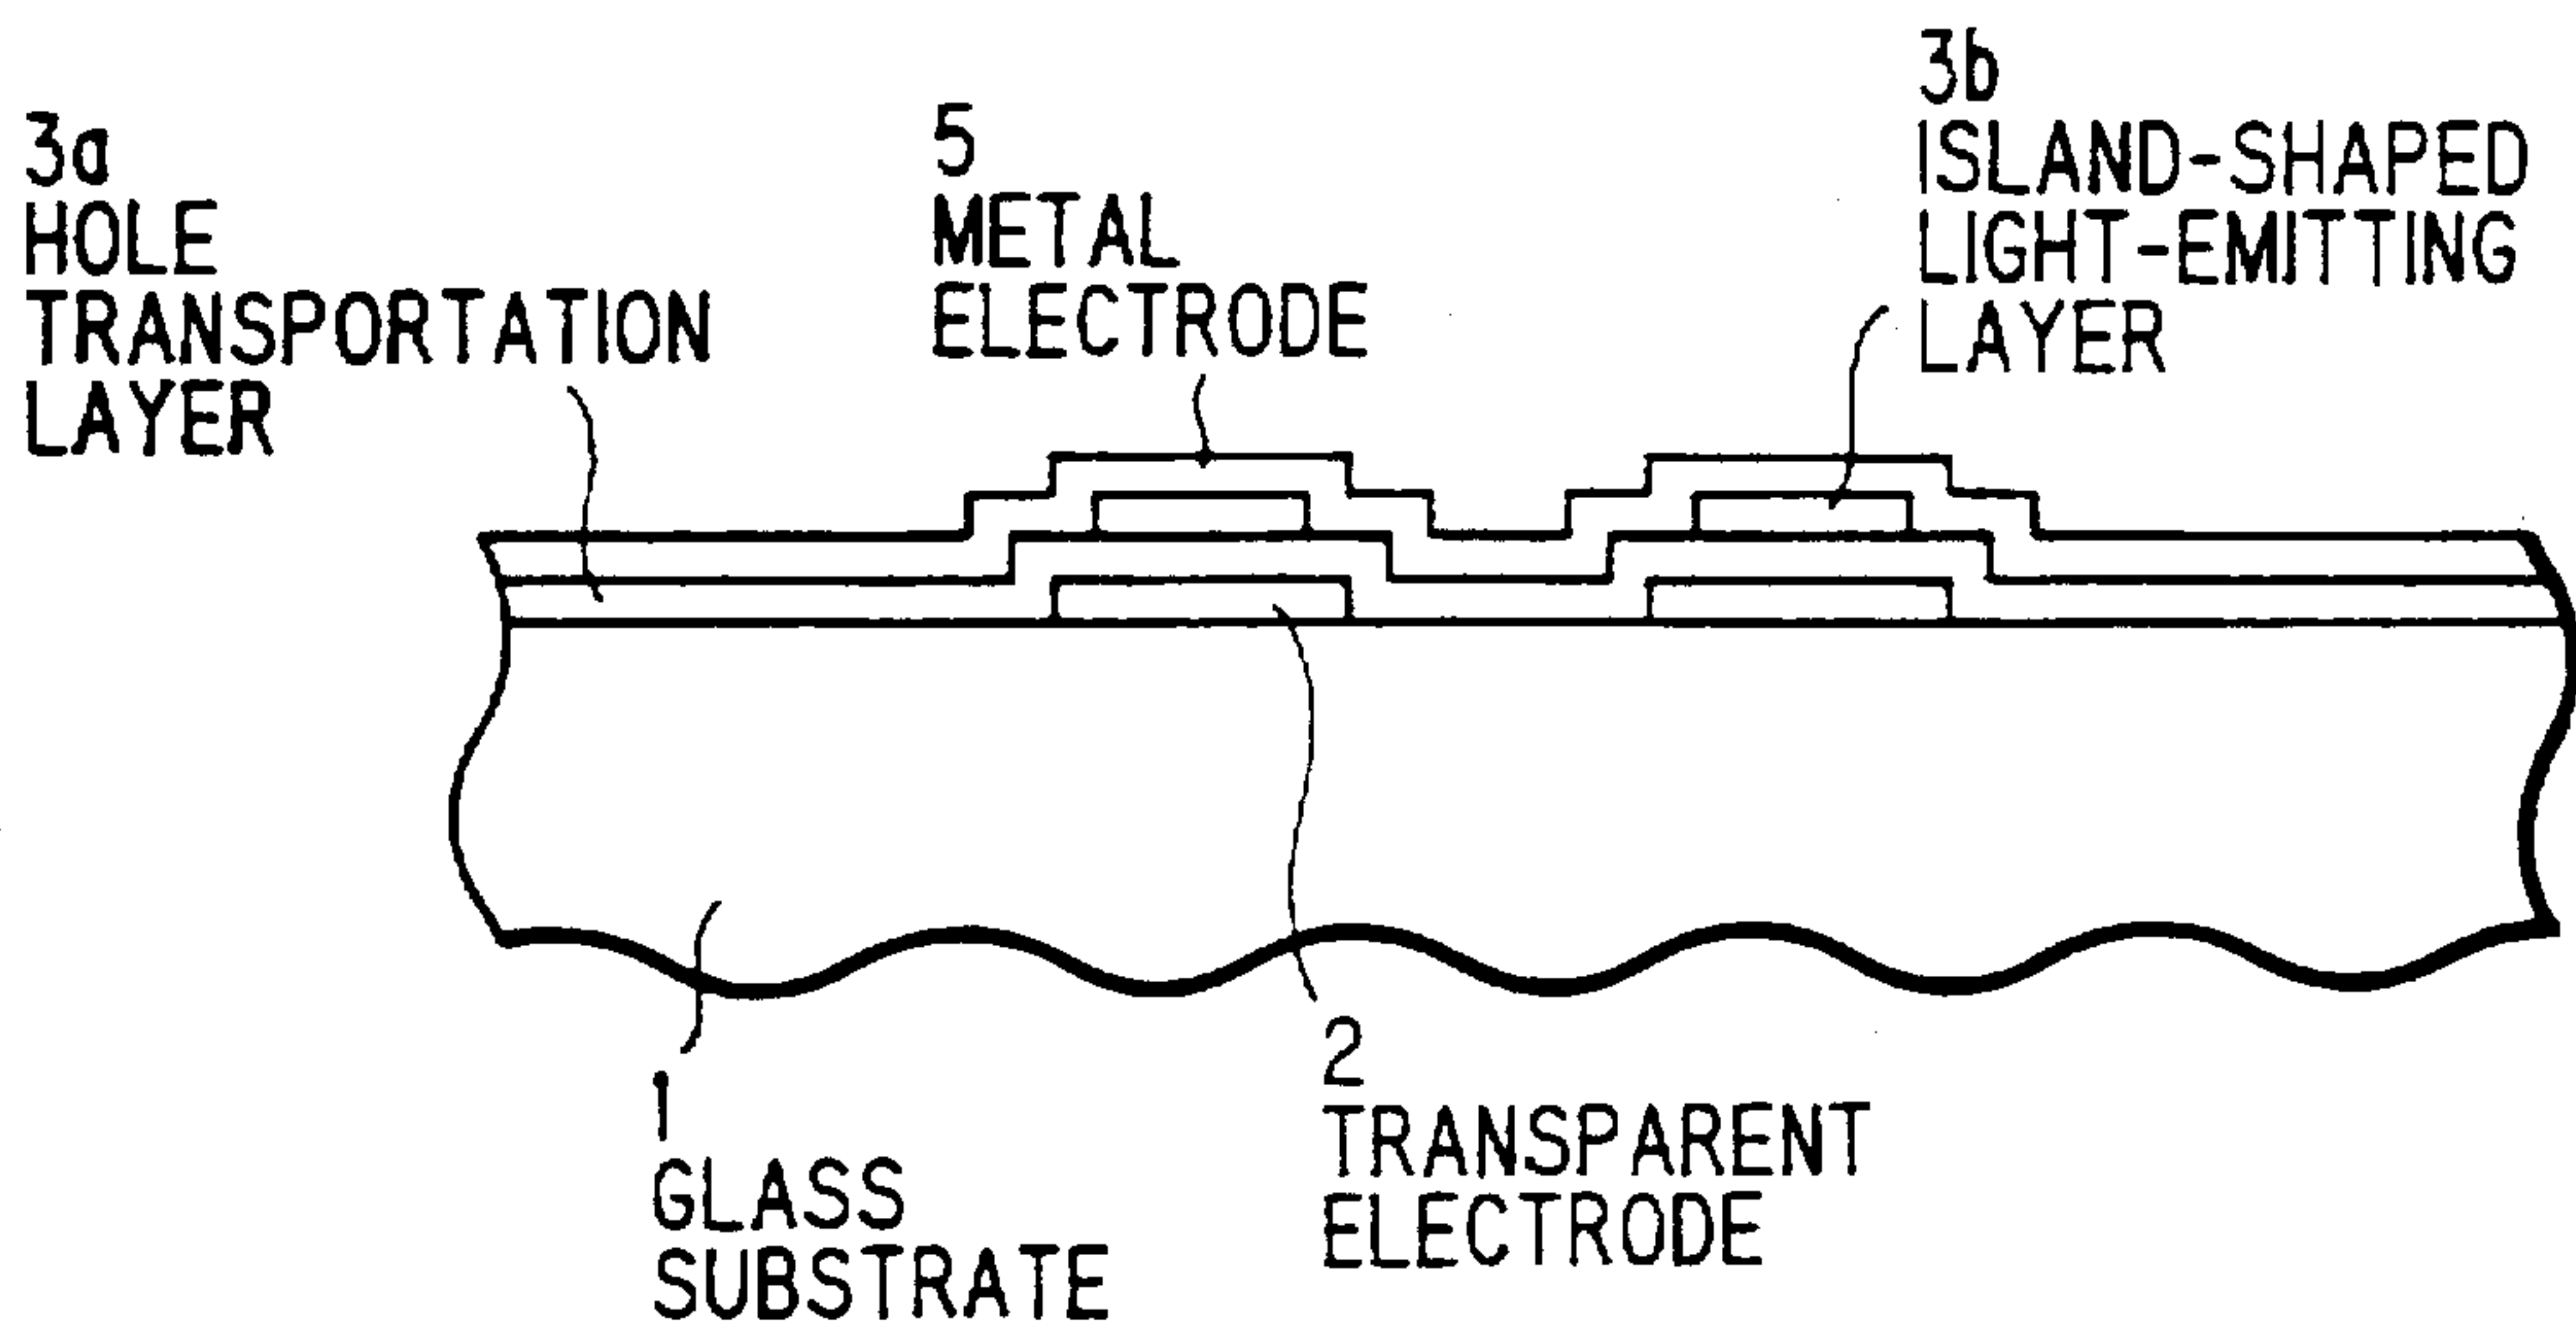 3a
HOLE
TRANSPORTATION
LAYER
5
METAL
ELECTRODE
3b
ISLAND-SHAPED
LIGHT-EMITTING
LAYER
1
GLASS
SUBSTRATE
2
TRANSPARENT
ELECTRODE